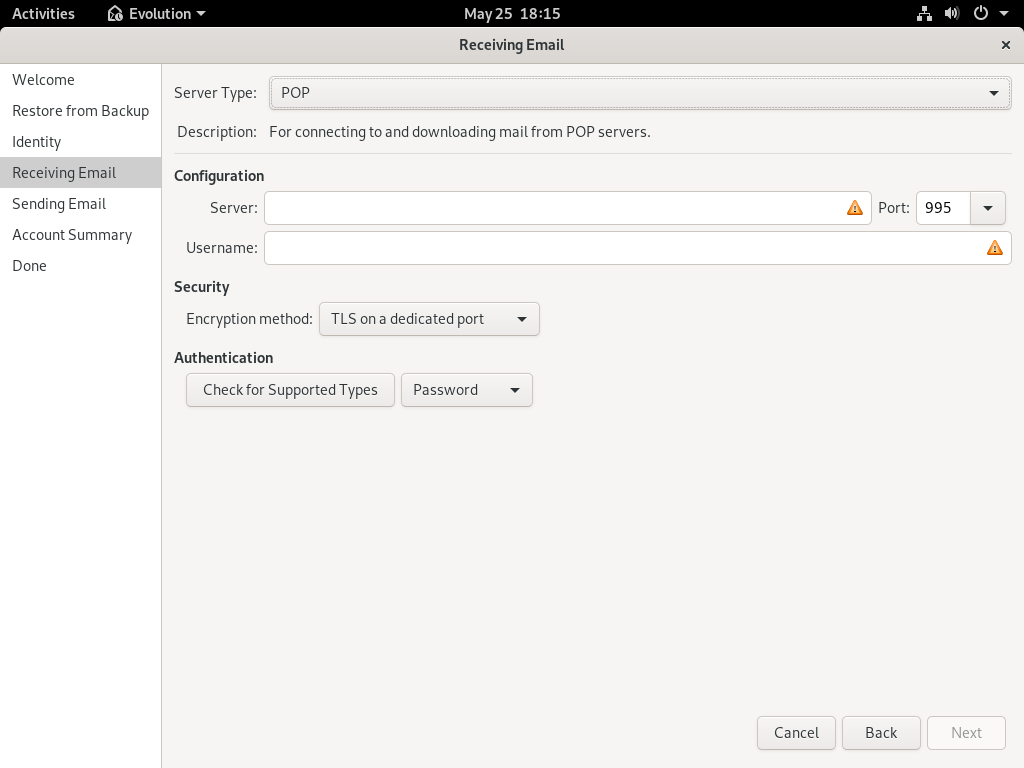 Activities Evolution May 25 18:15
Receiving Email
Welcome
Restore from Backup
Identity
Receiving Email
Sending Email
Account Summary
Done
Server Type: POP
Description: For connecting to and downloading mail from POP servers.
Configuration
Server: Port: 995
Username:
Security
Encryption method: TLS on a dedicated port
Authentication
Check for Supported Types Password
Cancel Back Next